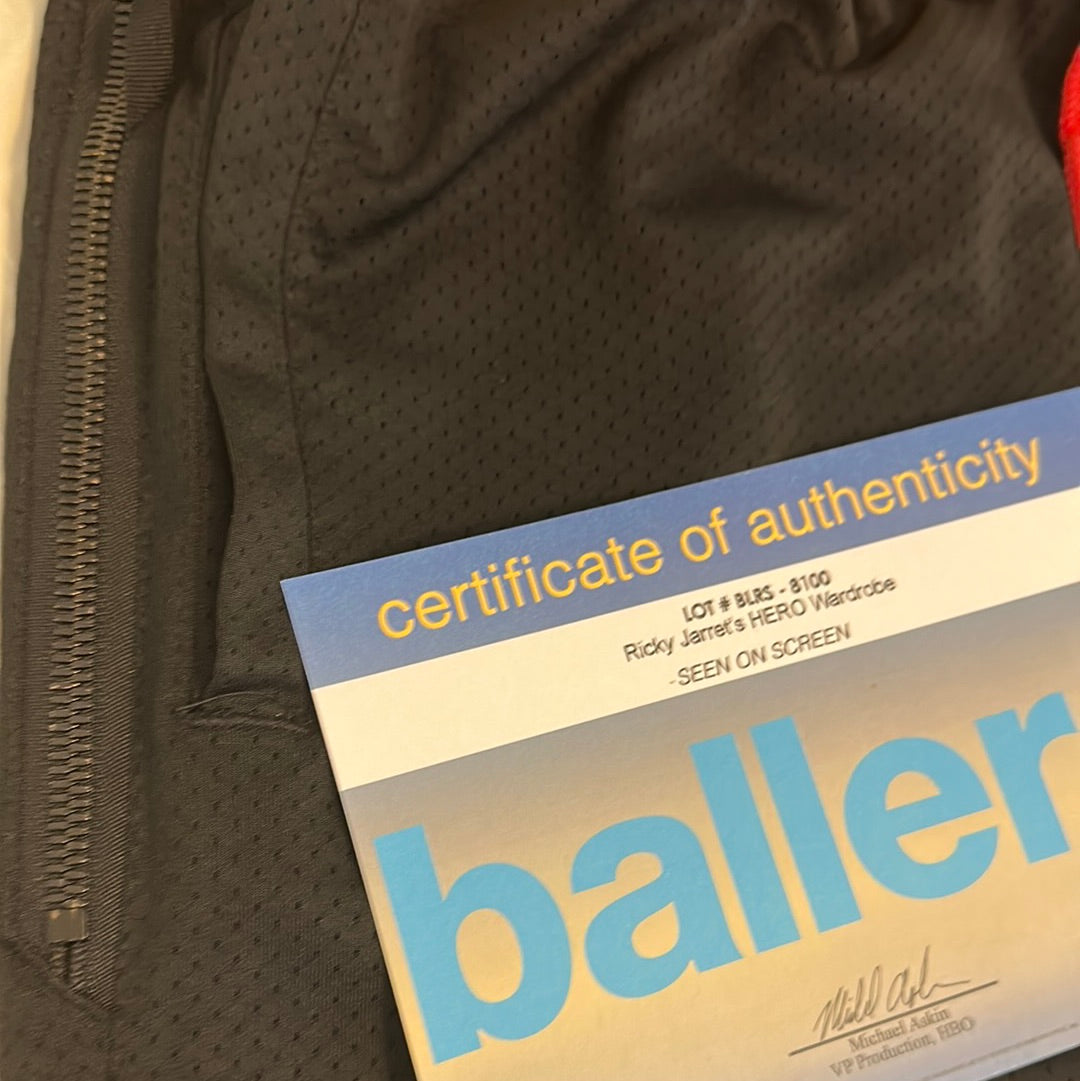 certificate of authenticity
LOT # BLRS - 8100
Ricky Jarret's HERO Wardrobe
-SEEN ON SCREEN
baller
Michael Askin
VP Production, HBO